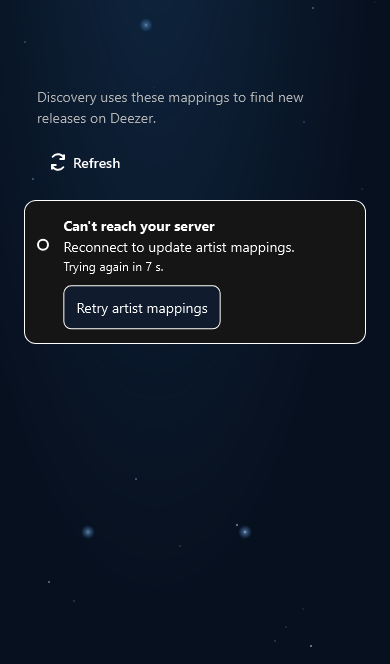 Discovery uses these mappings to find new
releases on Deezer.
Refresh
Can't reach your server
Reconnect to update artist mappings.
Trying again in 7 s.
Retry artist mappings